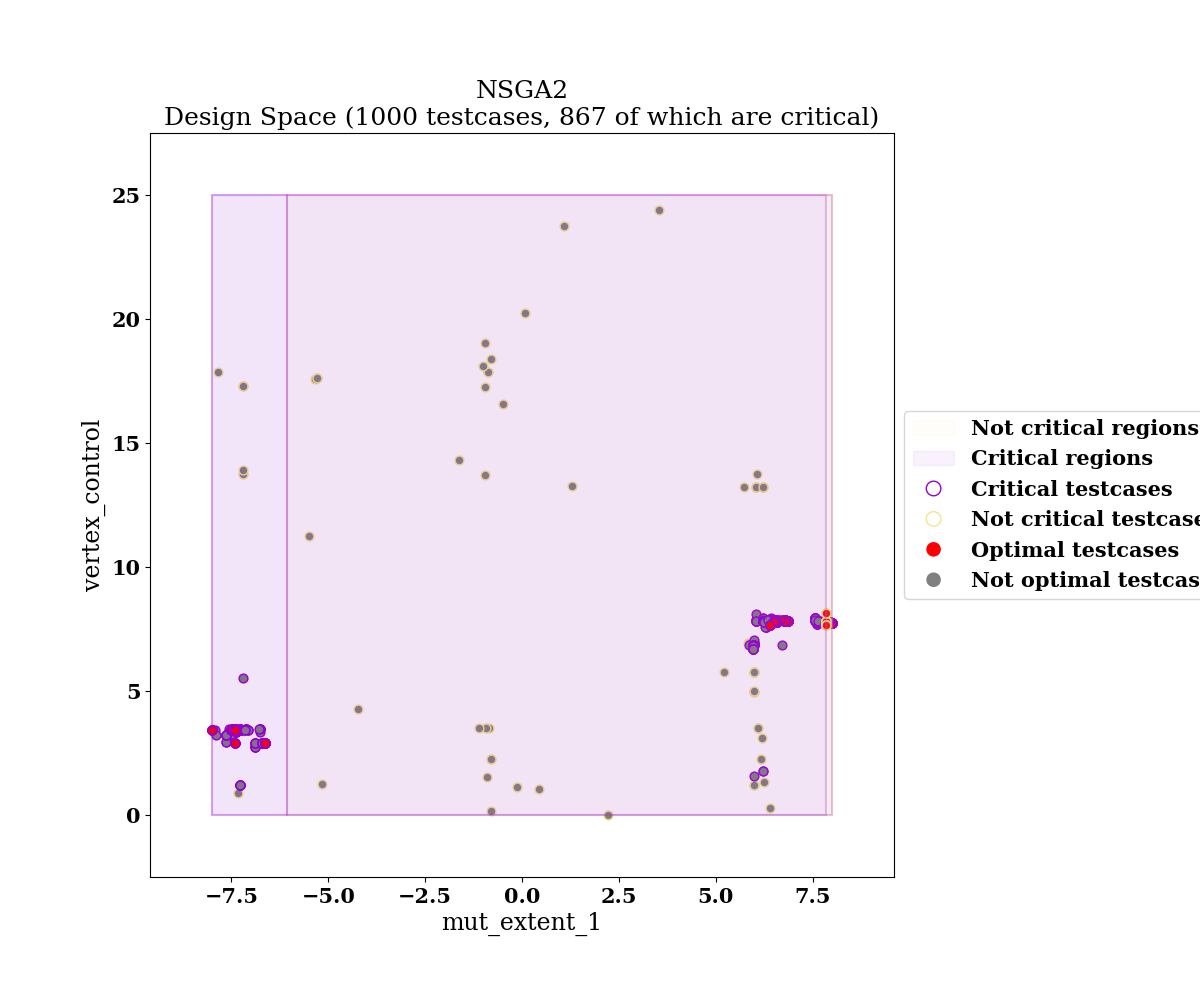 NSGA2
Design Space (1000 testcases, 867 of which are critical)
25
20
15
10
5
0
vertex_control
−7.5 −5.0 −2.5 0.0 2.5 5.0 7.5
mut_extent_1
Not critical regions
Critical regions
Critical testcases
Not critical testcase
Optimal testcases
Not optimal testcas